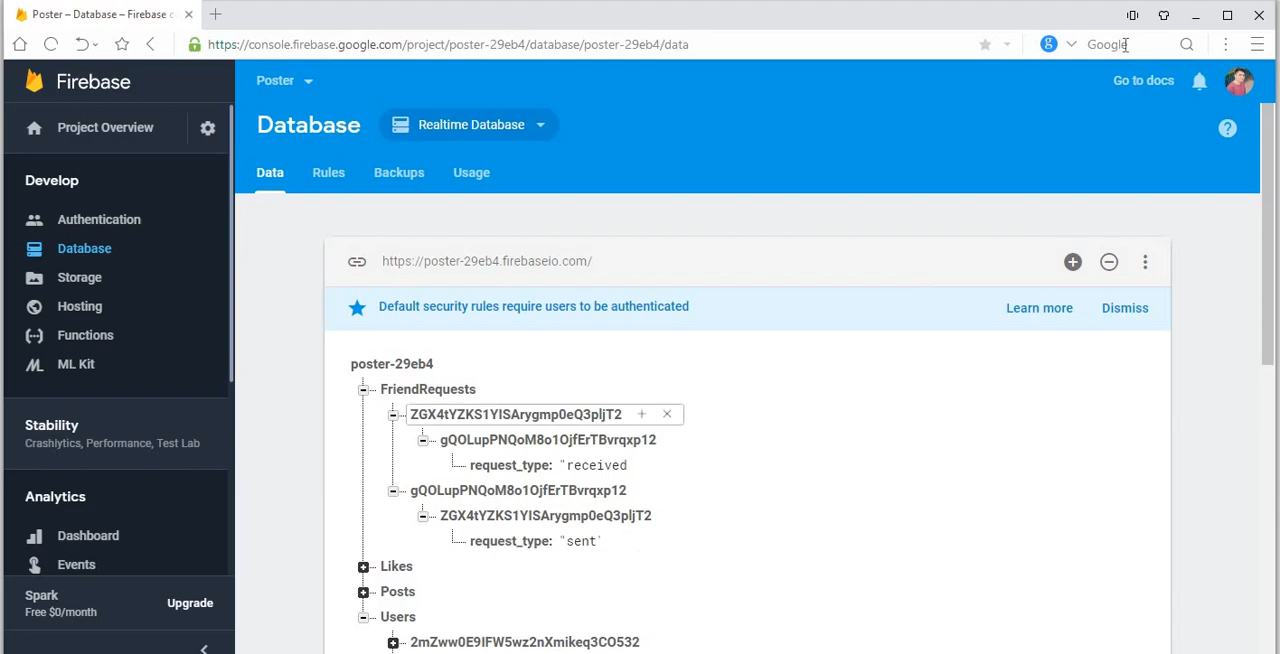 Poster – Database – Firebase c
https://console.firebase.google.com/project/poster-29eb4/database/poster-29eb4/data
Google
Firebase
Poster
Go to docs
Project Overview
Database
Realtime Database
Data
Rules
Backups
Usage
Develop
Authentication
Database
Storage
Hosting
Functions
ML Kit
Stability
Crashlytics, Performance, Test Lab
Analytics
Dashboard
Events
Spark
Free $0/month
Upgrade
https://poster-29eb4.firebaseio.com/
Default security rules require users to be authenticated
Learn more
Dismiss
poster-29eb4
FriendRequests
ZGX4tYZKS1YISArygmp0eQ3pljT2
gQOLupPNQoM8o1OjfErTBvrqxp12
request_type: "received
gQOLupPNQoM8o1OjfErTBvrqxp12
ZGX4tYZKS1YISArygmp0eQ3pljT2
request_type: "sent"
Likes
Posts
Users
2mZww0E9IFW5wz2nXmikeq3CO532